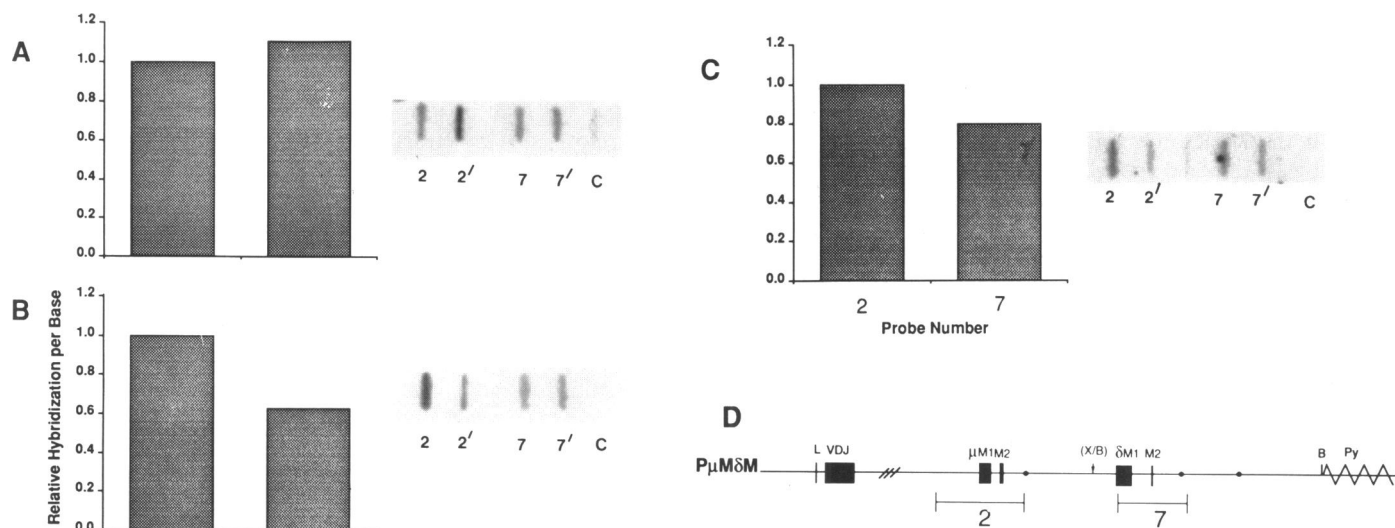 A
1.2
1.0
0.8
0.6
0.4
0.2
0.0
2 2′ 7 7′ C
B
Relative Hybridization per Base
1.2
1.0
0.8
0.6
0.4
0.2
0.0
2 2′ 7 7′ C
C
1.2
1.0
0.8
0.6
0.4
0.2
0.0
2 7
Probe Number
2 2′ 7 7′ C
D
PμMδM
L VDJ μM1 M2 (X/B) δM1 M2 B Py
2 7